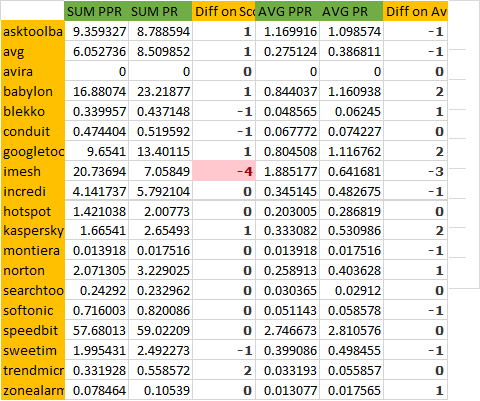 SUM PPR SUM PR Diff on Sco AVG PPR AVG PR Diff on Av
asktoolba 9.359327 8.788594 1 1.169916 1.098574 -1
avg 6.052736 8.509852 1 0.275124 0.386811 -1
avira 0 0 0 0 0 0
babylon 16.88074 23.21877 1 0.844037 1.160938 2
blekko 0.339957 0.437148 -1 0.048565 0.06245 1
conduit 0.474404 0.519592 -1 0.067772 0.074227 0
googletoc 9.6541 13.40115 1 0.804508 1.116762 2
imesh 20.73694 7.05849 -4 1.885177 0.641681 -3
incredi 4.141737 5.792104 0 0.345145 0.482675 -1
hotspot 1.421038 2.00773 0 0.203005 0.286819 0
kaspersky 1.66541 2.65493 1 0.333082 0.530986 2
montiera 0.013918 0.017516 0 0.013918 0.017516 -1
norton 2.071305 3.229025 0 0.258913 0.403628 1
searchtoo 0.24292 0.232962 0 0.030365 0.02912 0
softonic 0.716003 0.820086 0 0.051143 0.058578 -1
speedbit 57.68013 59.02209 0 2.746673 2.810576 0
sweetim 1.995431 2.492273 -1 0.399086 0.498455 -1
trendmicr 0.331928 0.558572 2 0.033193 0.055857 0
zonealarm 0.078464 0.10539 0 0.013077 0.017565 1